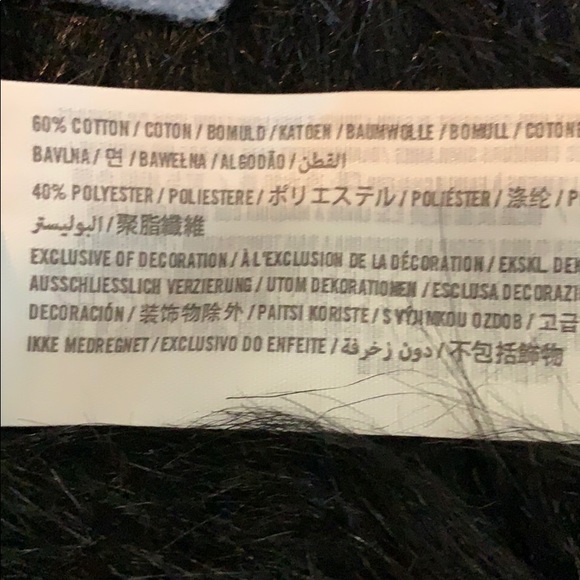 60% COTTON / COTON / BOMULD / KATOEN / BAUMWOLLE / BOMULL / COTONE
BAVLNA / 면 / BAWEŁNA / ALGODÃO / القطن
40% POLYESTER / POLIESTERE / ポリエステル / POLIÉSTER / 涤纶 / P
البوليستر / 聚脂纖維
EXCLUSIVE OF DECORATION / À L'EXCLUSION DE LA DÉCORATION / EKSKL. DEK
AUSSCHLIESSLICH VERZIERUNG / UTOM DEKORATIONEN / ESCLUSA DECORAZI
DECORACIÓN / 装饰物除外 / PAITSI KORISTE / S VÝJIMKOU OZDOB / 고급
IKKE MEDREGNET / EXCLUSIVO DO ENFEITE / دون زخرفة / 不包括飾物